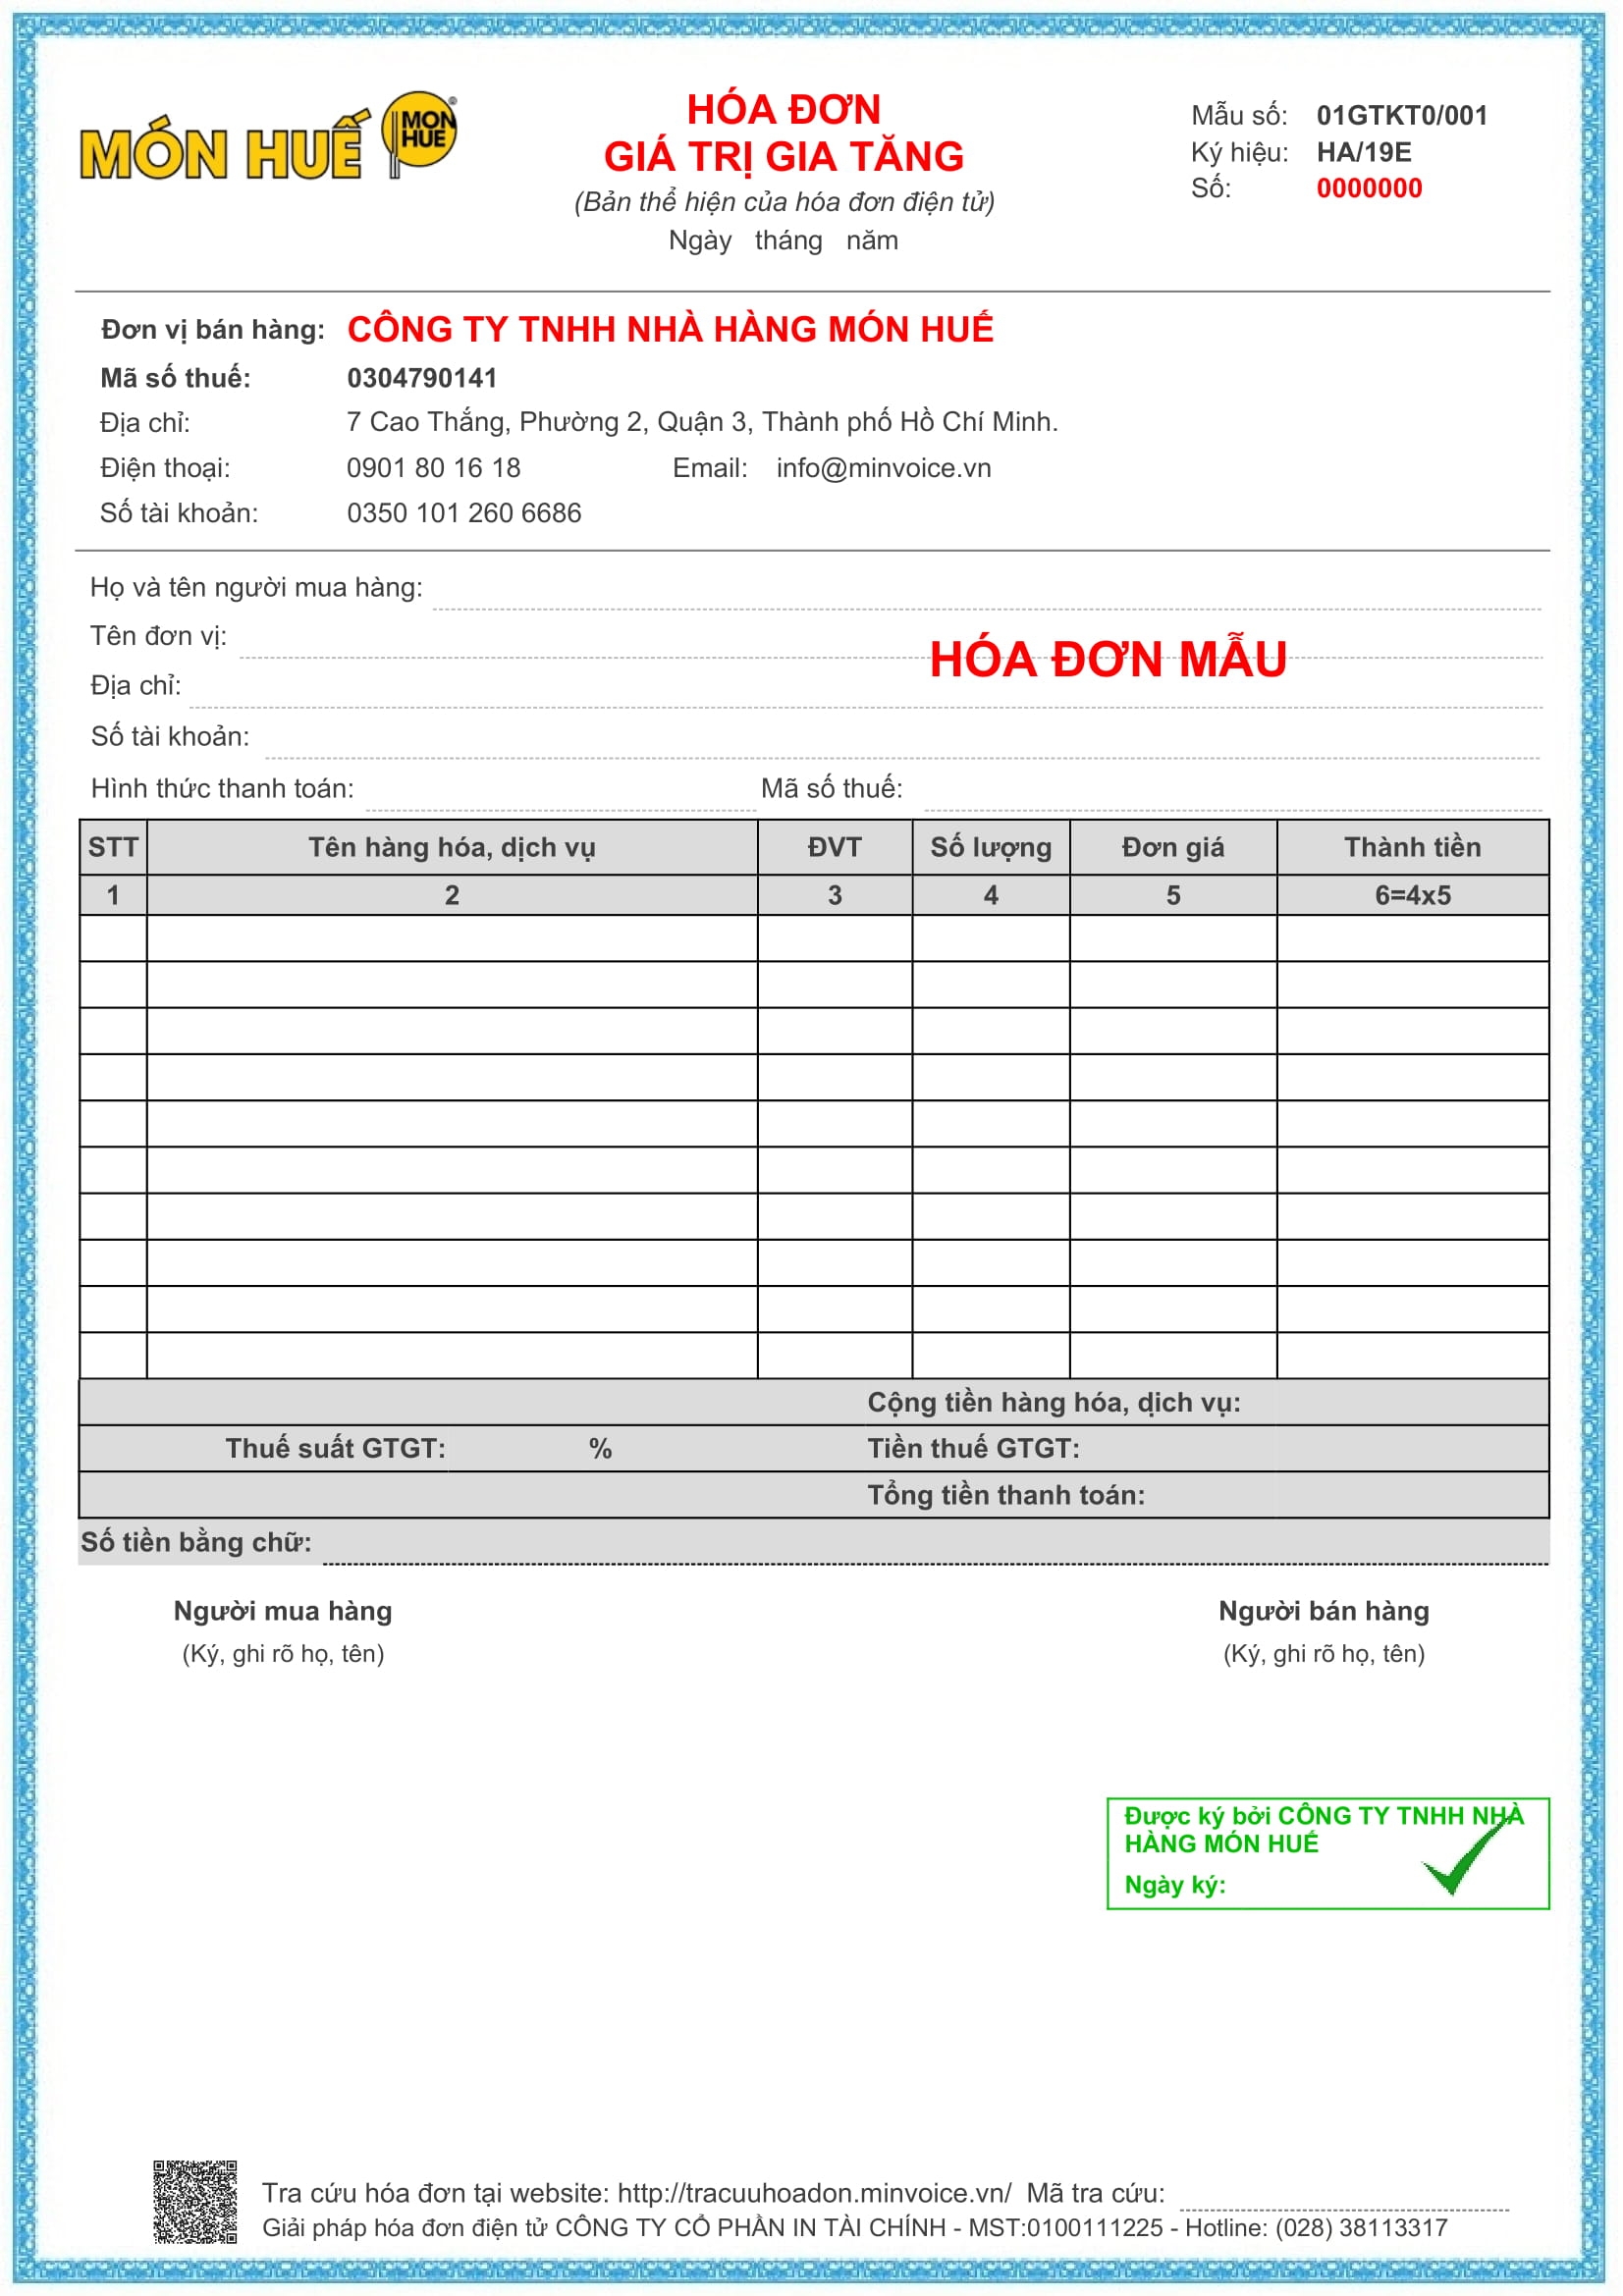 MÓN HUẾ MON HUE ®
HÓA ĐƠN
GIÁ TRỊ GIA TĂNG
(Bản thể hiện của hóa đơn điện tử)
Ngày tháng năm
Mẫu số: 01GTKT0/001
Ký hiệu: HA/19E
Số: 0000000
Đơn vị bán hàng: CÔNG TY TNHH NHÀ HÀNG MÓN HUẾ
Mã số thuế: 0304790141
Địa chỉ: 7 Cao Thắng, Phường 2, Quận 3, Thành phố Hồ Chí Minh.
Điện thoại: 0901 80 16 18 Email: info@minvoice.vn
Số tài khoản: 0350 101 260 6686
Họ và tên người mua hàng:
Tên đơn vị:
HÓA ĐƠN MẪU
Địa chỉ:
Số tài khoản:
Hình thức thanh toán: Mã số thuế:
STT Tên hàng hóa, dịch vụ ĐVT Số lượng Đơn giá Thành tiền
1 2 3 4 5 6=4x5
Cộng tiền hàng hóa, dịch vụ:
Thuế suất GTGT: % Tiền thuế GTGT:
Tổng tiền thanh toán:
Số tiền bằng chữ:
Người mua hàng Người bán hàng
(Ký, ghi rõ họ, tên) (Ký, ghi rõ họ, tên)
Được ký bởi CÔNG TY TNHH NHÀ
HÀNG MÓN HUẾ
Ngày ký:
Tra cứu hóa đơn tại website: http://tracuuhoadon.minvoice.vn/ Mã tra cứu:
Giải pháp hóa đơn điện tử CÔNG TY CỔ PHẦN IN TÀI CHÍNH - MST:0100111225 - Hotline: (028) 38113317